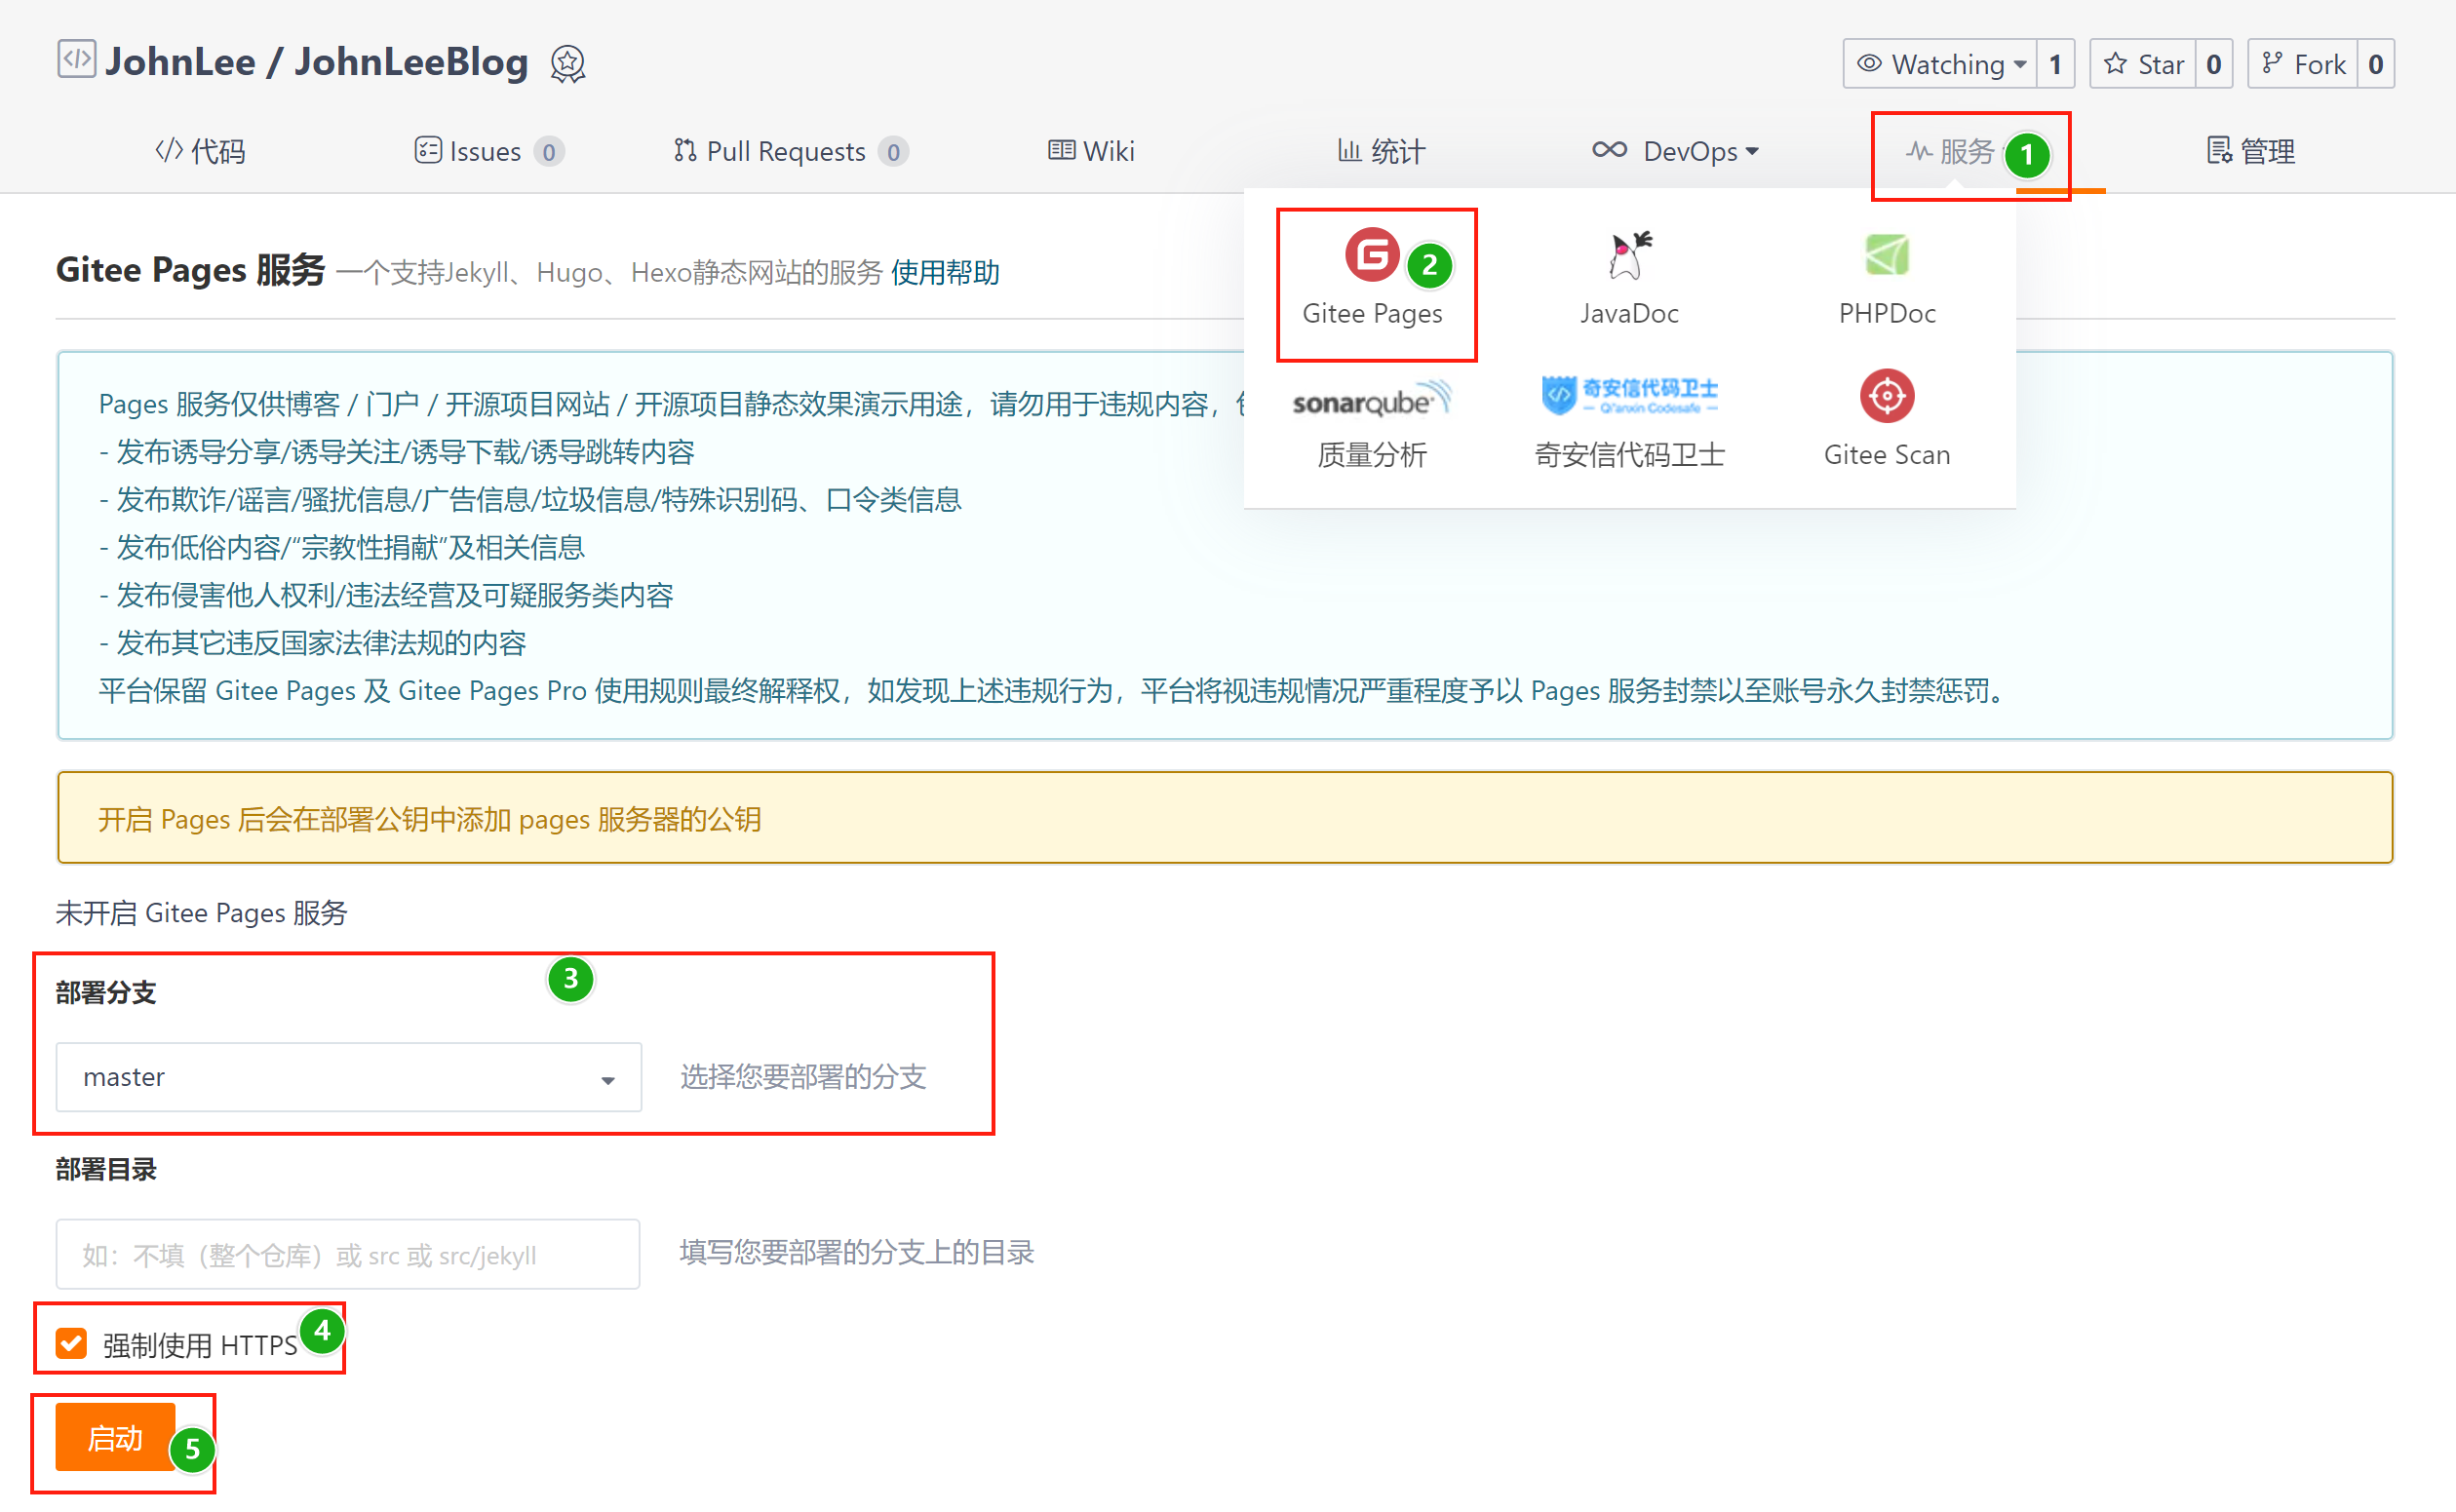 JohnLee / JohnLeeBlog
Watching 1 Star 0 Fork 0
代码 Issues 0 Pull Requests 0 Wiki 统计 DevOps 服务 1 管理
Gitee Pages 服务 一个支持Jekyll、Hugo、Hexo静态网站的服务 使用帮助
2
Gitee Pages JavaDoc PHPDoc
sonarqube 奇安信代码卫士 Qi'anxin Codesafe
质量分析 奇安信代码卫士 Gitee Scan
Pages 服务仅供博客 / 门户 / 开源项目网站 / 开源项目静态效果演示用途，请勿用于违规内容，
- 发布诱导分享/诱导关注/诱导下载/诱导跳转内容
- 发布欺诈/谣言/骚扰信息/广告信息/垃圾信息/特殊识别码、口令类信息
- 发布低俗内容/“宗教性捐献”及相关信息
- 发布侵害他人权利/违法经营及可疑服务类内容
- 发布其它违反国家法律法规的内容
平台保留 Gitee Pages 及 Gitee Pages Pro 使用规则最终解释权，如发现上述违规行为，平台将视违规情况严重程度予以 Pages 服务封禁以至账号永久封禁惩罚。
开启 Pages 后会在部署公钥中添加 pages 服务器的公钥
未开启 Gitee Pages 服务
部署分支 3
master 选择您要部署的分支
部署目录
如：不填（整个仓库）或 src 或 src/jekyll 填写您要部署的分支上的目录
强制使用 HTTPS 4
启动 5